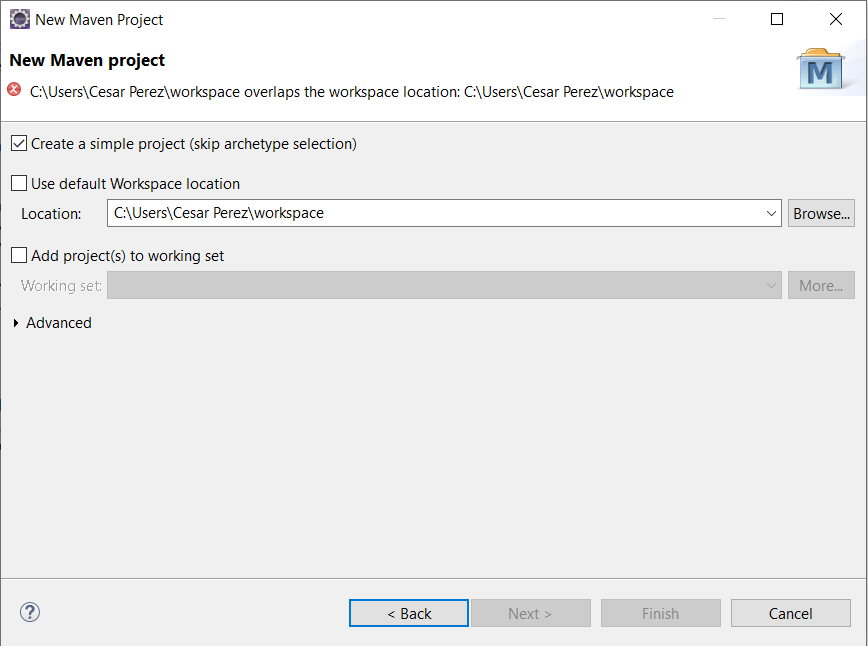 New Maven Project
New Maven project
C:\Users\Cesar Perez\workspace overlaps the workspace location: C:\Users\Cesar Perez\workspace
M
Create a simple project (skip archetype selection)
Use default Workspace location
Location: C:\Users\Cesar Perez\workspace Browse...
Add project(s) to working set
Working set: More...
Advanced
? < Back Next > Finish Cancel